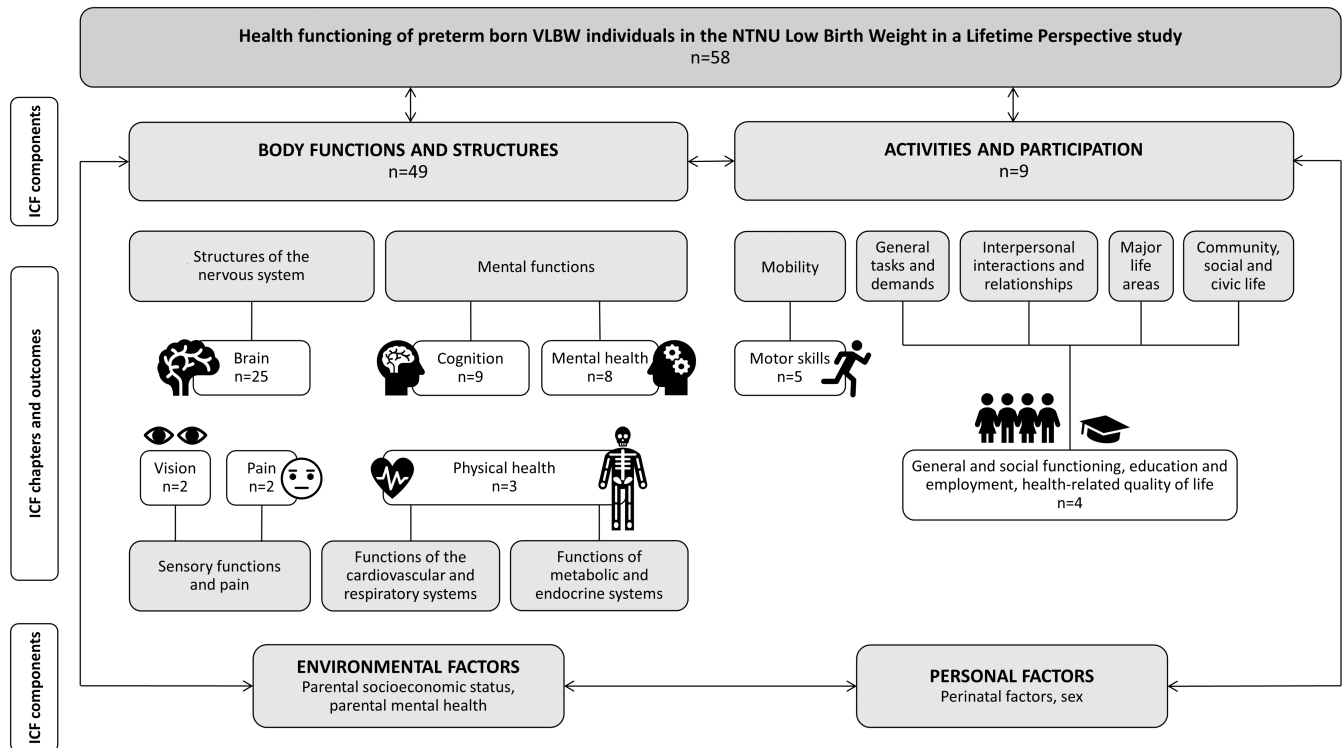 Health functioning of preterm born VLBW individuals in the NTNU Low Birth Weight in a Lifetime Perspective study
n=58
ICF components
BODY FUNCTIONS AND STRUCTURES
n=49
ACTIVITIES AND PARTICIPATION
n=9
ICF chapters and outcomes
Structures of the
nervous system
Mental functions
Mobility
General
tasks and
demands
Interpersonal
interactions and
relationships
Major
life
areas
Community,
social and
civic life
Brain
n=25
Cognition
n=9
Mental health
n=8
Motor skills
n=5
Vision
n=2
Pain
n=2
Physical health
n=3
General and social functioning, education and
employment, health-related quality of life
n=4
Sensory functions
and pain
Functions of the
cardiovascular and
respiratory systems
Functions of
metabolic and
endocrine systems
ICF components
ENVIRONMENTAL FACTORS
Parental socioeconomic status,
parental mental health
PERSONAL FACTORS
Perinatal factors, sex